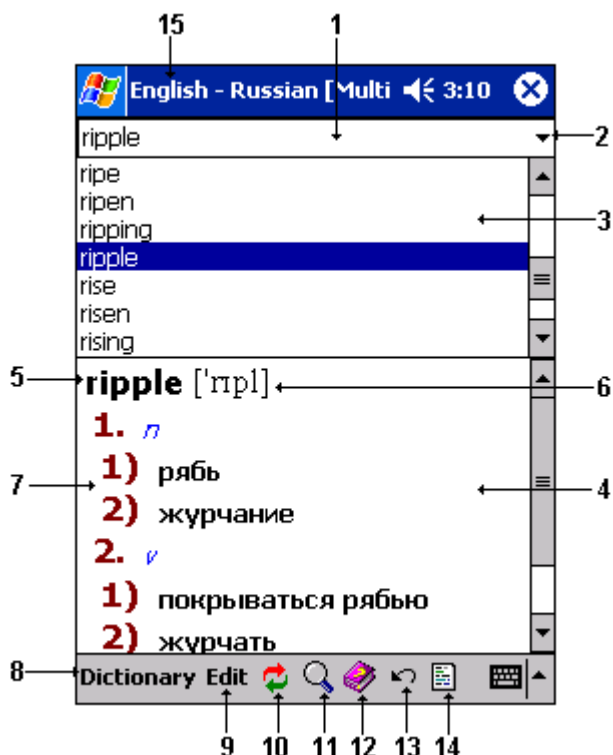 15 1
English - Russian [Multi 3:10
ripple 2
ripe
ripen
ripping 3
ripple
rise
risen
rising
5 ripple ['rɪpl] 6
1. n
7 1) рябь 4
2) журчание
2. v
1) покрываться рябью
2) журчать
8 Dictionary Edit
9 10 11 12 13 14